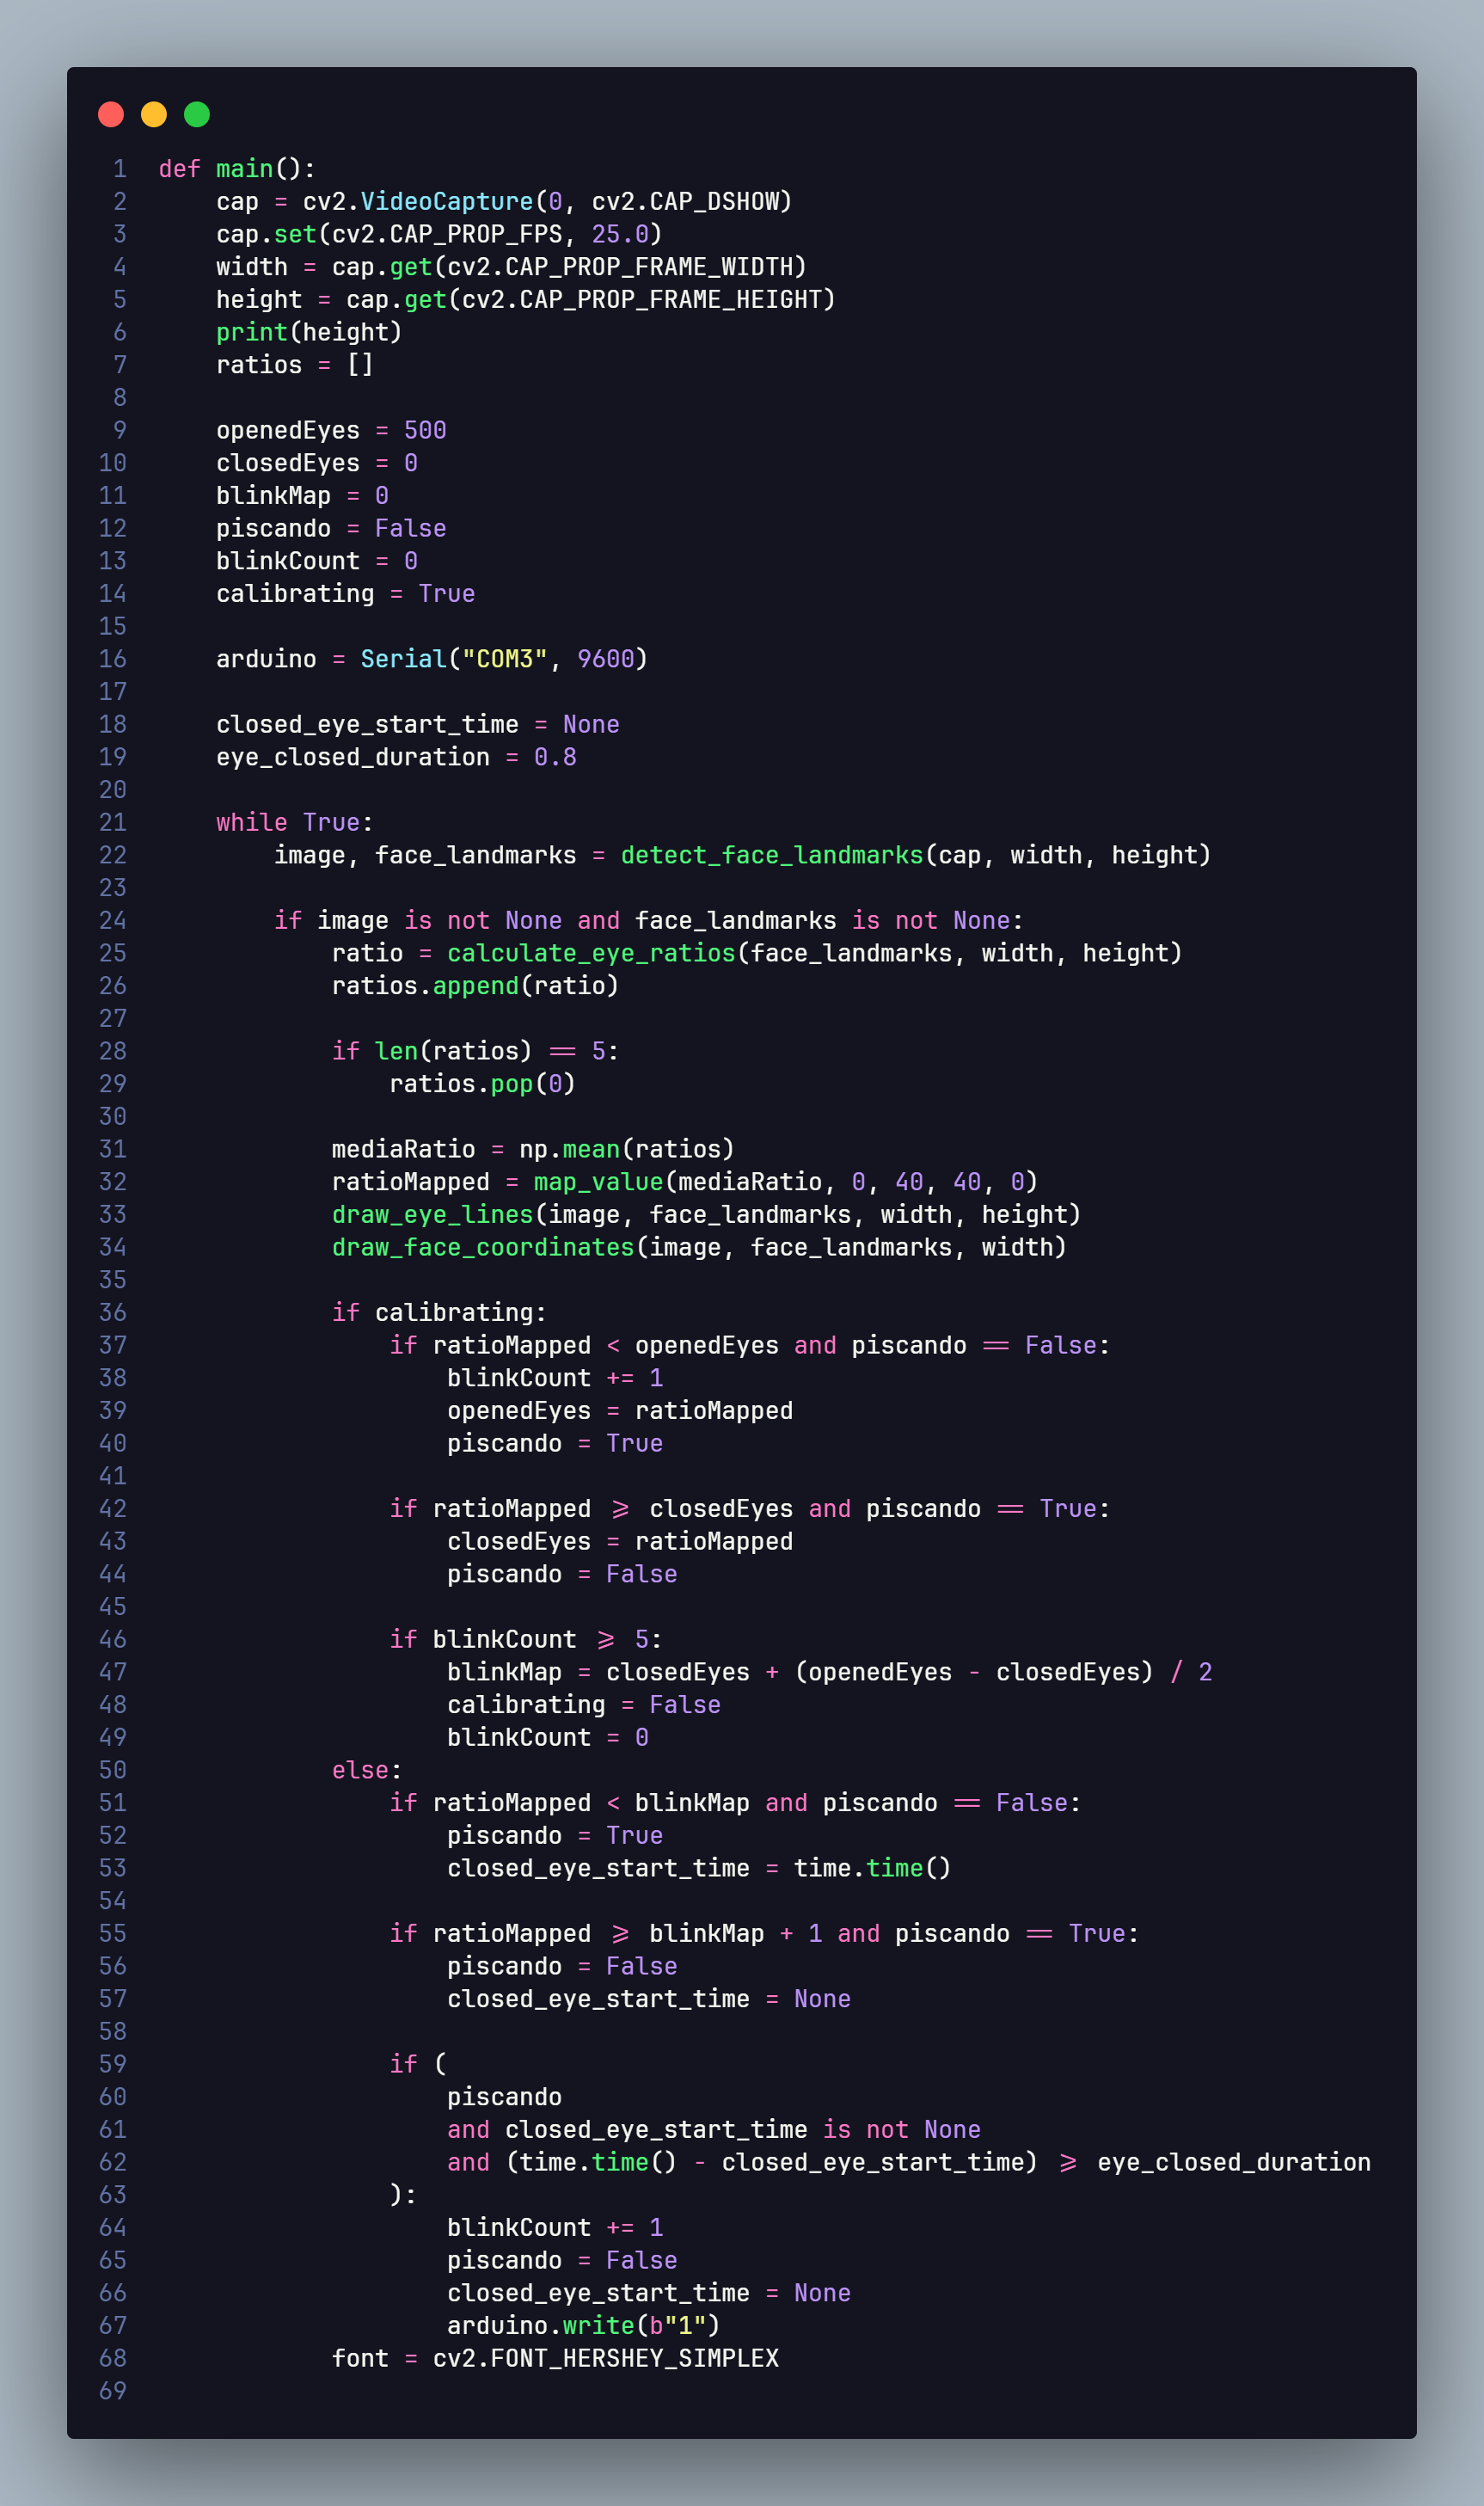 1 def main():
2     cap = cv2.VideoCapture(0, cv2.CAP_DSHOW)
3     cap.set(cv2.CAP_PROP_FPS, 25.0)
4     width = cap.get(cv2.CAP_PROP_FRAME_WIDTH)
5     height = cap.get(cv2.CAP_PROP_FRAME_HEIGHT)
6     print(height)
7     ratios = []
8
9     openedEyes = 500
10     closedEyes = 0
11     blinkMap = 0
12     piscando = False
13     blinkCount = 0
14     calibrating = True
15
16     arduino = Serial("COM3", 9600)
17
18     closed_eye_start_time = None
19     eye_closed_duration = 0.8
20
21     while True:
22         image, face_landmarks = detect_face_landmarks(cap, width, height)
23
24         if image is not None and face_landmarks is not None:
25             ratio = calculate_eye_ratios(face_landmarks, width, height)
26             ratios.append(ratio)
27
28             if len(ratios) == 5:
29                 ratios.pop(0)
30
31             mediaRatio = np.mean(ratios)
32             ratioMapped = map_value(mediaRatio, 0, 40, 40, 0)
33             draw_eye_lines(image, face_landmarks, width, height)
34             draw_face_coordinates(image, face_landmarks, width)
35
36             if calibrating:
37                 if ratioMapped < openedEyes and piscando == False:
38                     blinkCount += 1
39                     openedEyes = ratioMapped
40                     piscando = True
41
42                 if ratioMapped >= closedEyes and piscando == True:
43                     closedEyes = ratioMapped
44                     piscando = False
45
46                 if blinkCount >= 5:
47                     blinkMap = closedEyes + (openedEyes - closedEyes) / 2
48                     calibrating = False
49                     blinkCount = 0
50             else:
51                 if ratioMapped < blinkMap and piscando == False:
52                     piscando = True
53                     closed_eye_start_time = time.time()
54
55                 if ratioMapped >= blinkMap + 1 and piscando == True:
56                     piscando = False
57                     closed_eye_start_time = None
58
59                 if (
60                     piscando
61                     and closed_eye_start_time is not None
62                     and (time.time() - closed_eye_start_time) >= eye_closed_duration
63                 ):
64                     blinkCount += 1
65                     piscando = False
66                     closed_eye_start_time = None
67                     arduino.write(b"1")
68             font = cv2.FONT_HERSHEY_SIMPLEX
69